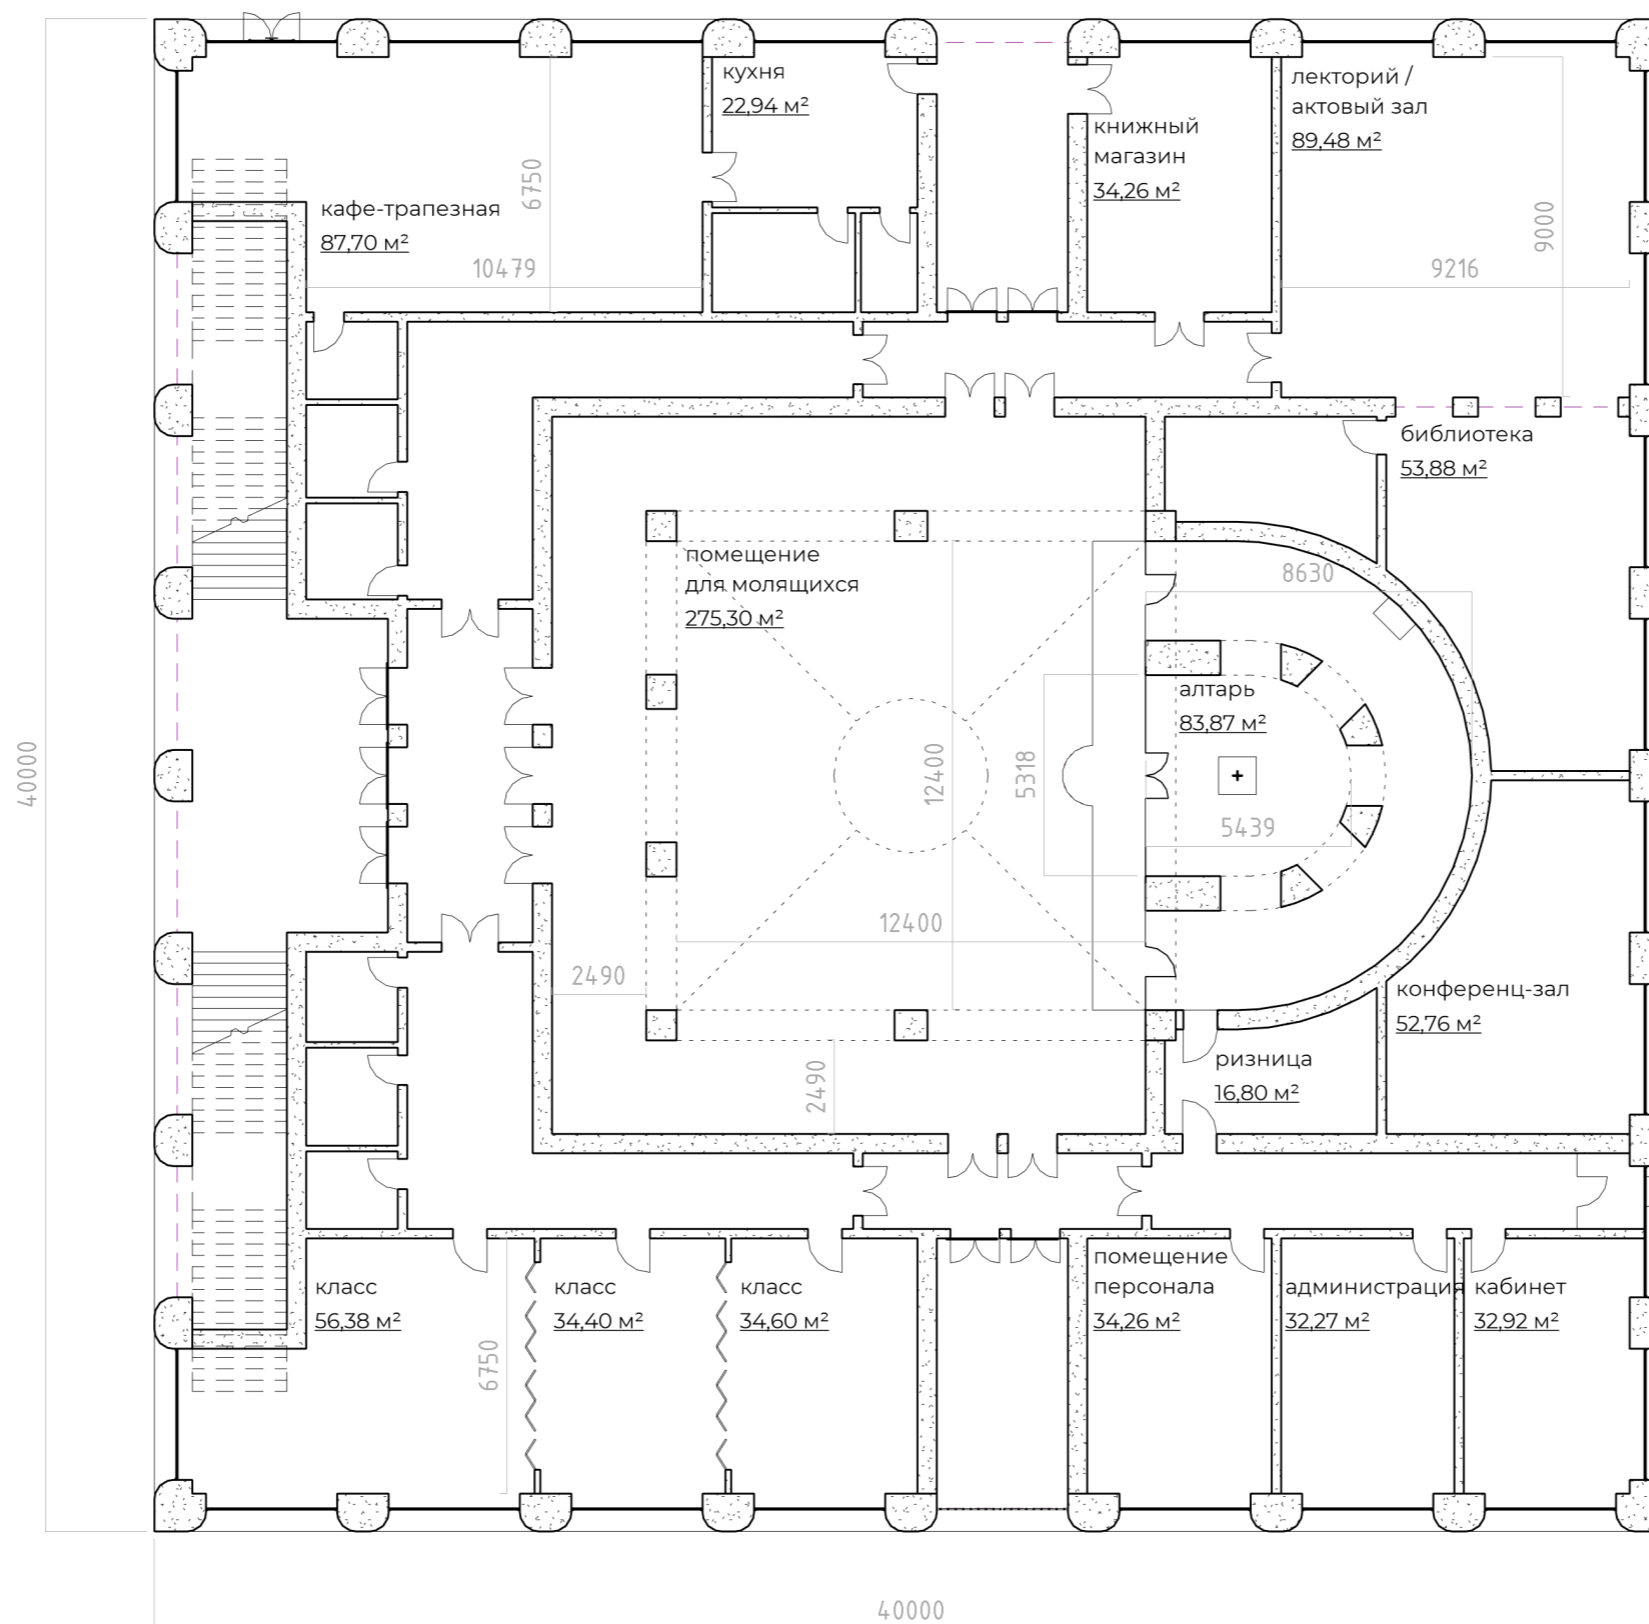 кухня
22,94 м²
книжный
магазин
34,26 м²
лекторий /
актовый зал
89,48 м²
6750
9000
кафе-трапезная
87,70 м²
10479
9216
библиотека
53,88 м²
помещение
для молящихся
275,30 м²
8630
алтарь
83,87 м²
40000
12400
5318
5439
12400
2490
конференц-зал
52,76 м²
2490
ризница
16,80 м²
класс
56,38 м²
класс
34,40 м²
класс
34,60 м²
помещение
персонала
34,26 м²
администрация
32,27 м²
кабинет
32,92 м²
6750
40000